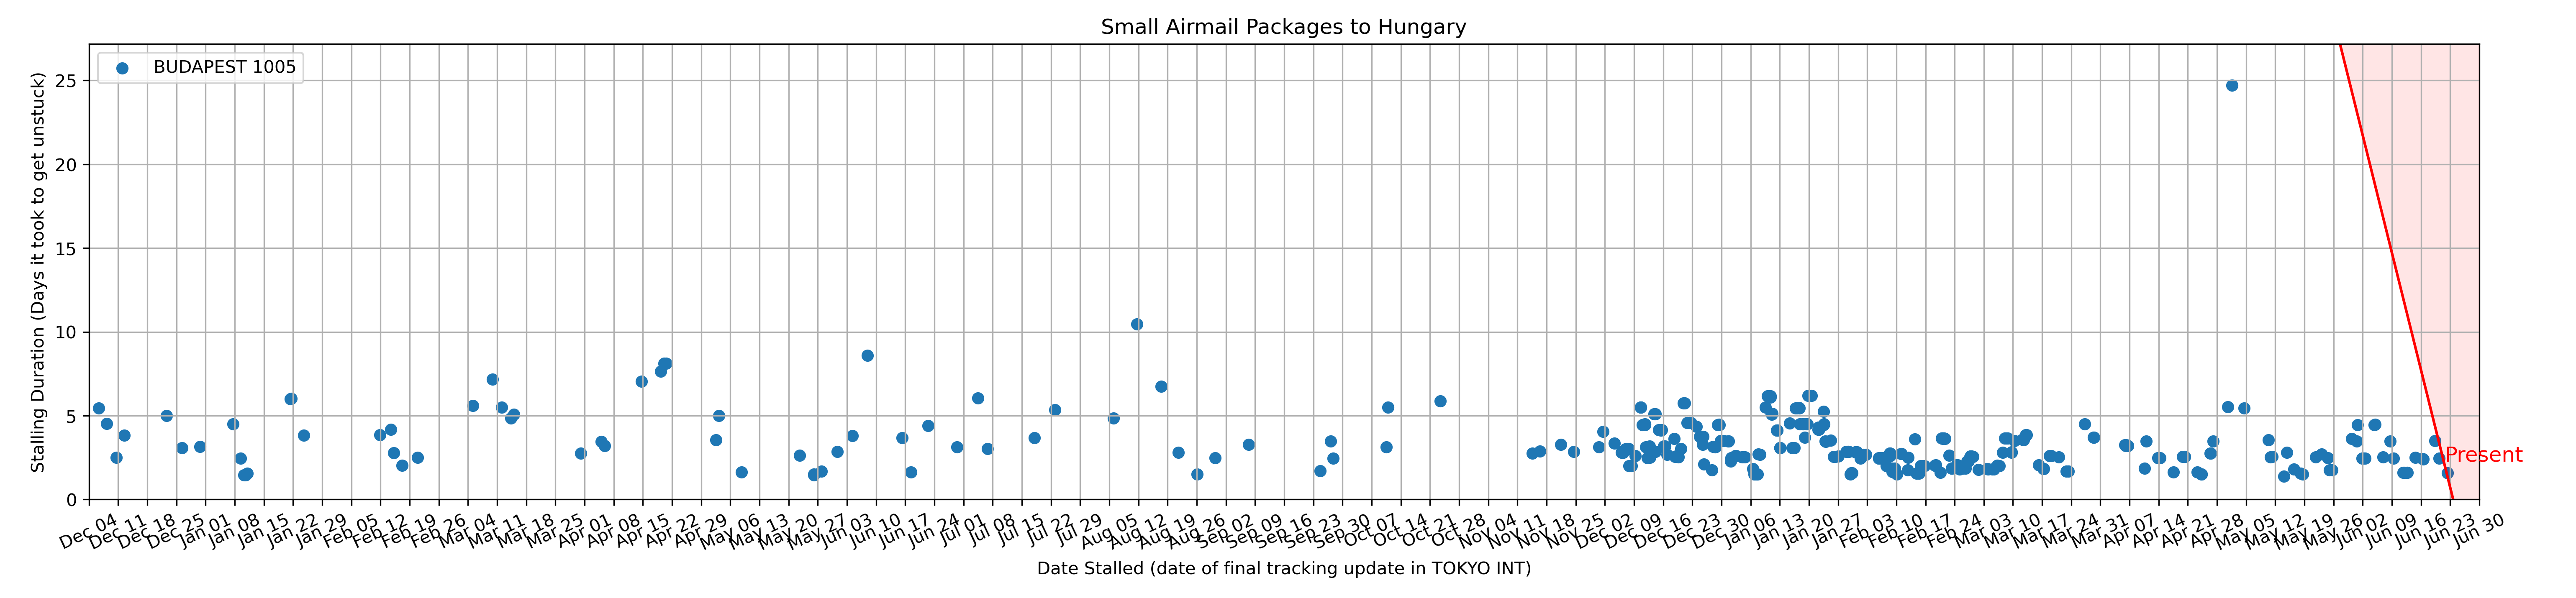 Small Airmail Packages to Hungary
BUDAPEST 1005
Stalling Duration (Days it took to get unstuck)
25
20
15
10
5
0
Dec 04
Dec 11
Dec 18
Dec 25
Jan 01
Jan 08
Jan 15
Jan 22
Jan 29
Feb 05
Feb 12
Feb 19
Feb 26
Mar 04
Mar 11
Mar 18
Mar 25
Apr 01
Apr 08
Apr 15
Apr 22
Apr 29
May 06
May 13
May 20
May 27
Jun 03
Jun 10
Jun 17
Jun 24
Jul 01
Jul 08
Jul 15
Jul 22
Jul 29
Aug 05
Aug 12
Aug 19
Aug 26
Sep 02
Sep 09
Sep 16
Sep 23
Sep 30
Oct 07
Oct 14
Oct 21
Oct 28
Nov 04
Nov 11
Nov 18
Nov 25
Dec 02
Dec 09
Dec 16
Dec 23
Dec 30
Jan 06
Jan 13
Jan 20
Jan 27
Feb 03
Feb 10
Feb 17
Feb 24
Mar 03
Mar 10
Mar 17
Mar 24
Mar 31
Apr 07
Apr 14
Apr 21
Apr 28
May 05
May 12
May 19
May 26
Jun 02
Jun 09
Jun 16
Jun 23
Jun 30
Present
Date Stalled (date of final tracking update in TOKYO INT)